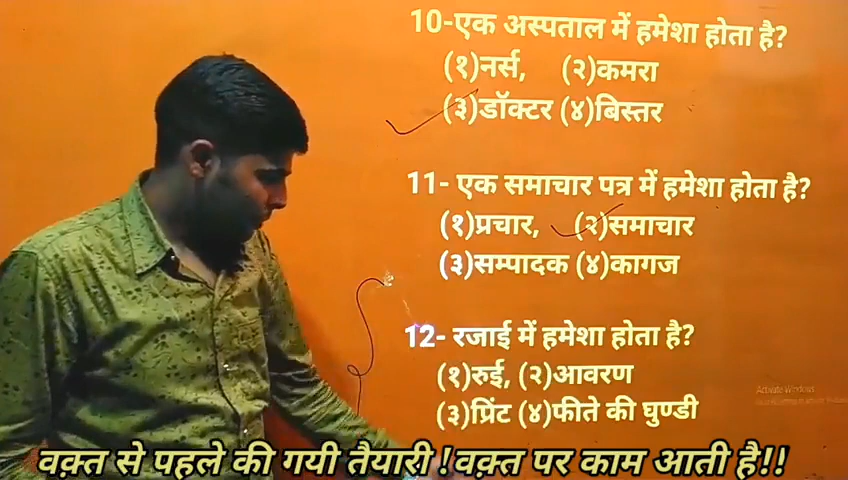 10-एक अस्पताल में हमेशा होता है?
(१)नर्स, (२)कमरा
(३)डॉक्टर (४)बिस्तर
11- एक समाचार पत्र में हमेशा होता है?
(१)प्रचार, (२)समाचार
(३)सम्पादक (४)कागज
12- रजाई में हमेशा होता है?
(१)रुई, (२)आवरण
(३)प्रिंट (४)फीते की घुण्डी
Activate Windows
वक़्त से पहले की गयी तैयारी !वक़्त पर काम आती है!!